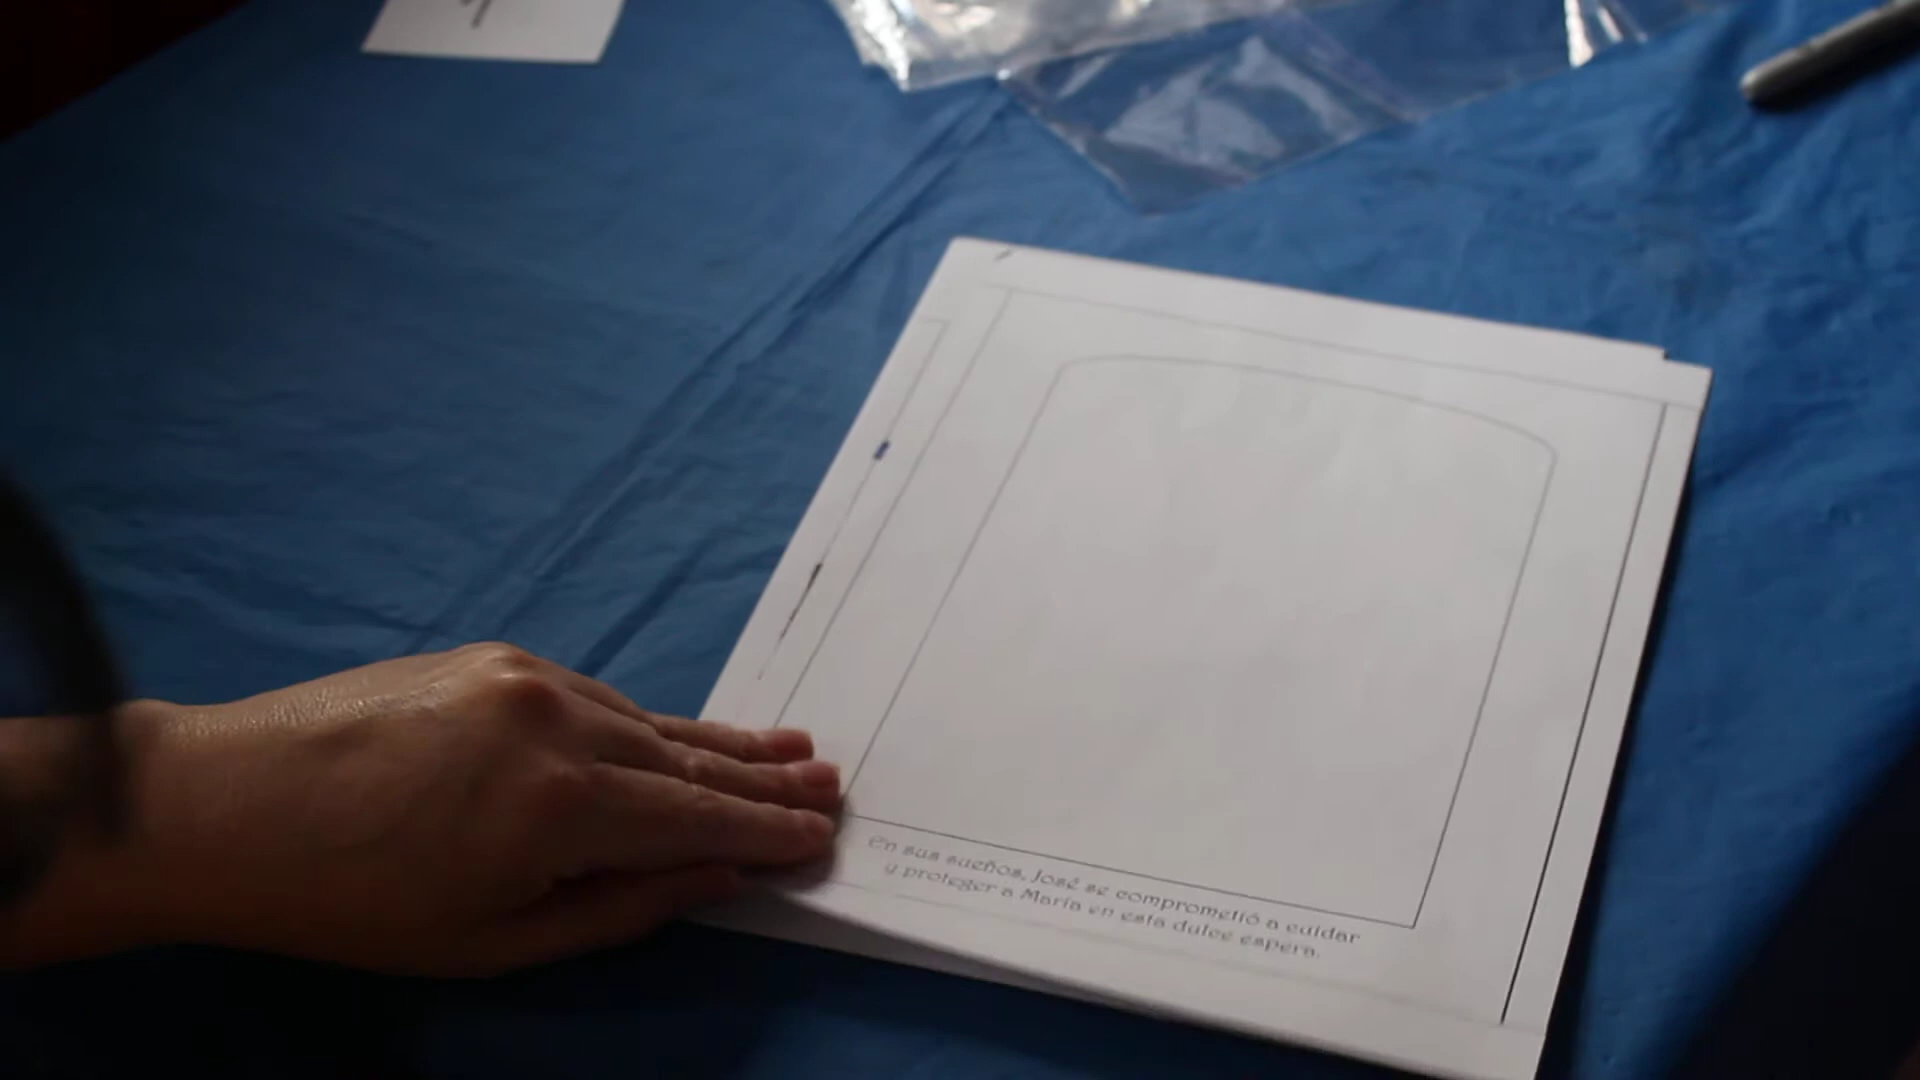 En sus sueños, José se comprometió a cuidar
y proteger a María en esta dulce espera.